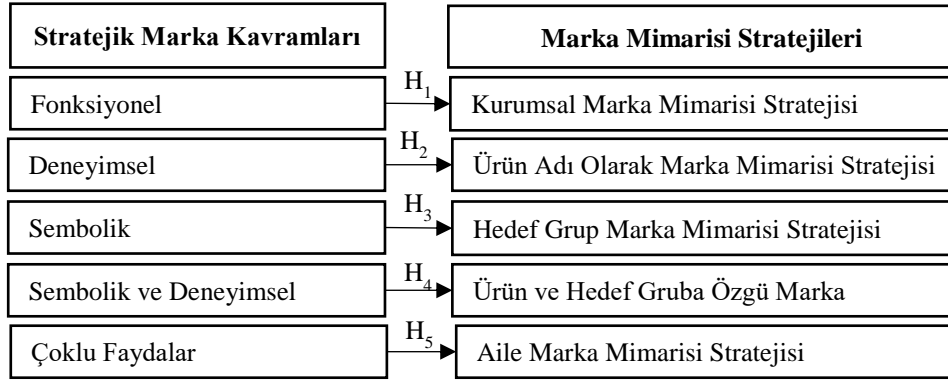 Stratejik Marka Kavramları
Marka Mimarisi Stratejileri
Fonksiyonel
H1
Kurumsal Marka Mimarisi Stratejisi
Deneyimsel
H2
Ürün Adı Olarak Marka Mimarisi Stratejisi
Sembolik
H3
Hedef Grup Marka Mimarisi Stratejisi
Sembolik ve Deneyimsel
H4
Ürün ve Hedef Gruba Özgü Marka
Çoklu Faydalar
H5
Aile Marka Mimarisi Stratejisi